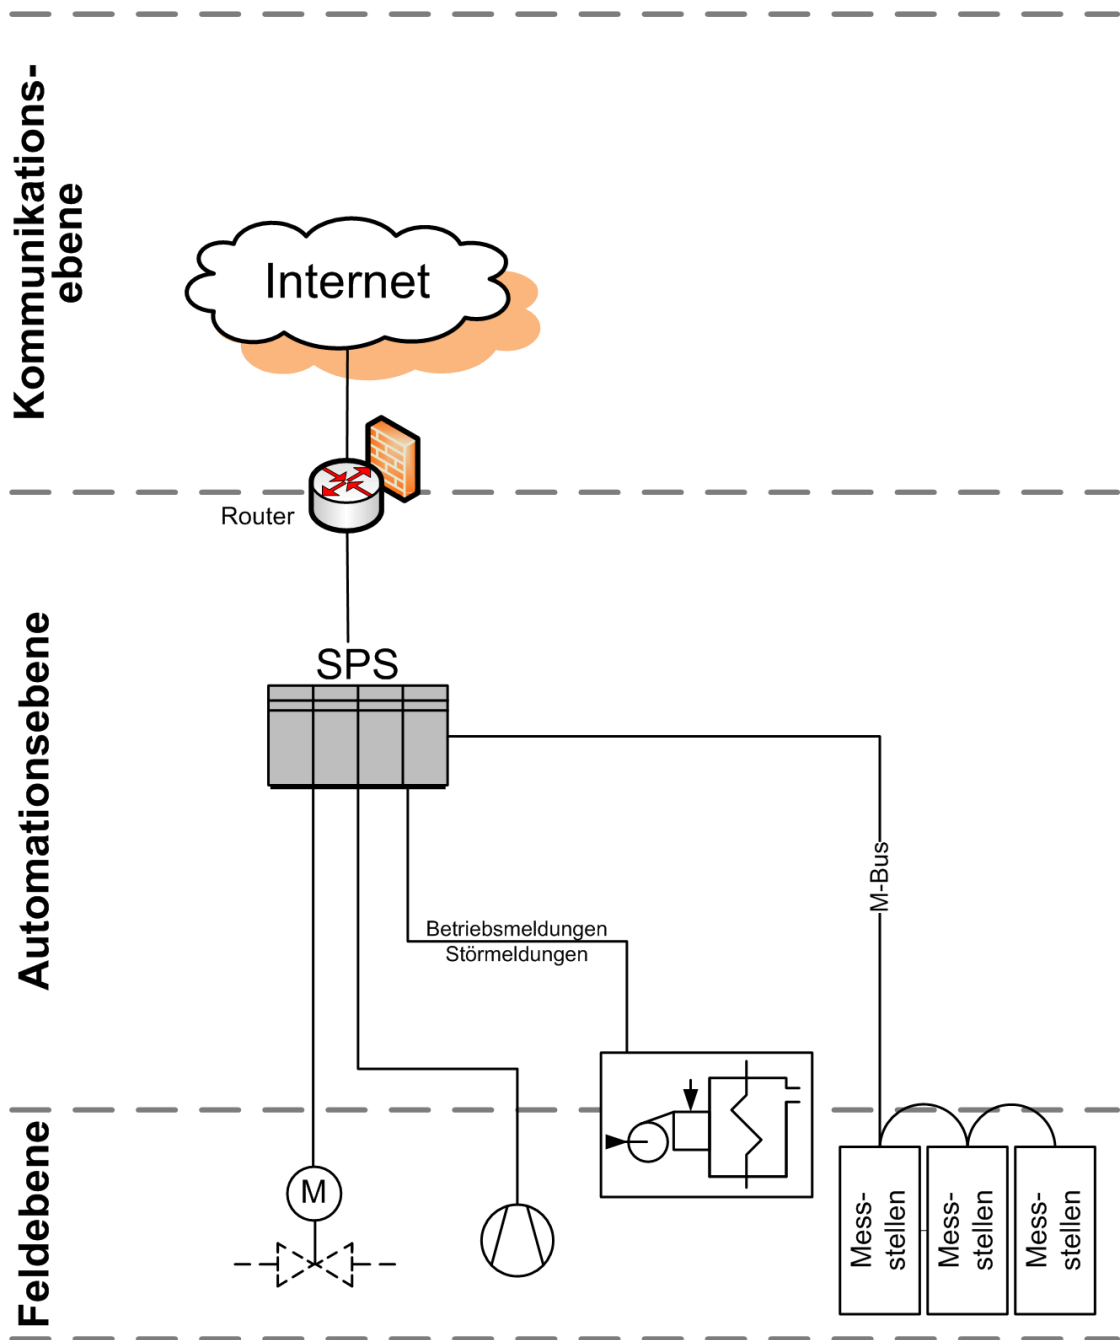 Kommunikations-
ebene
Internet
Router
Automationsebene
SPS
M-Bus
Betriebsmeldungen
Störmeldungen
Feldebene
M
Mess-
stellen
Mess-
stellen
Mess-
stellen